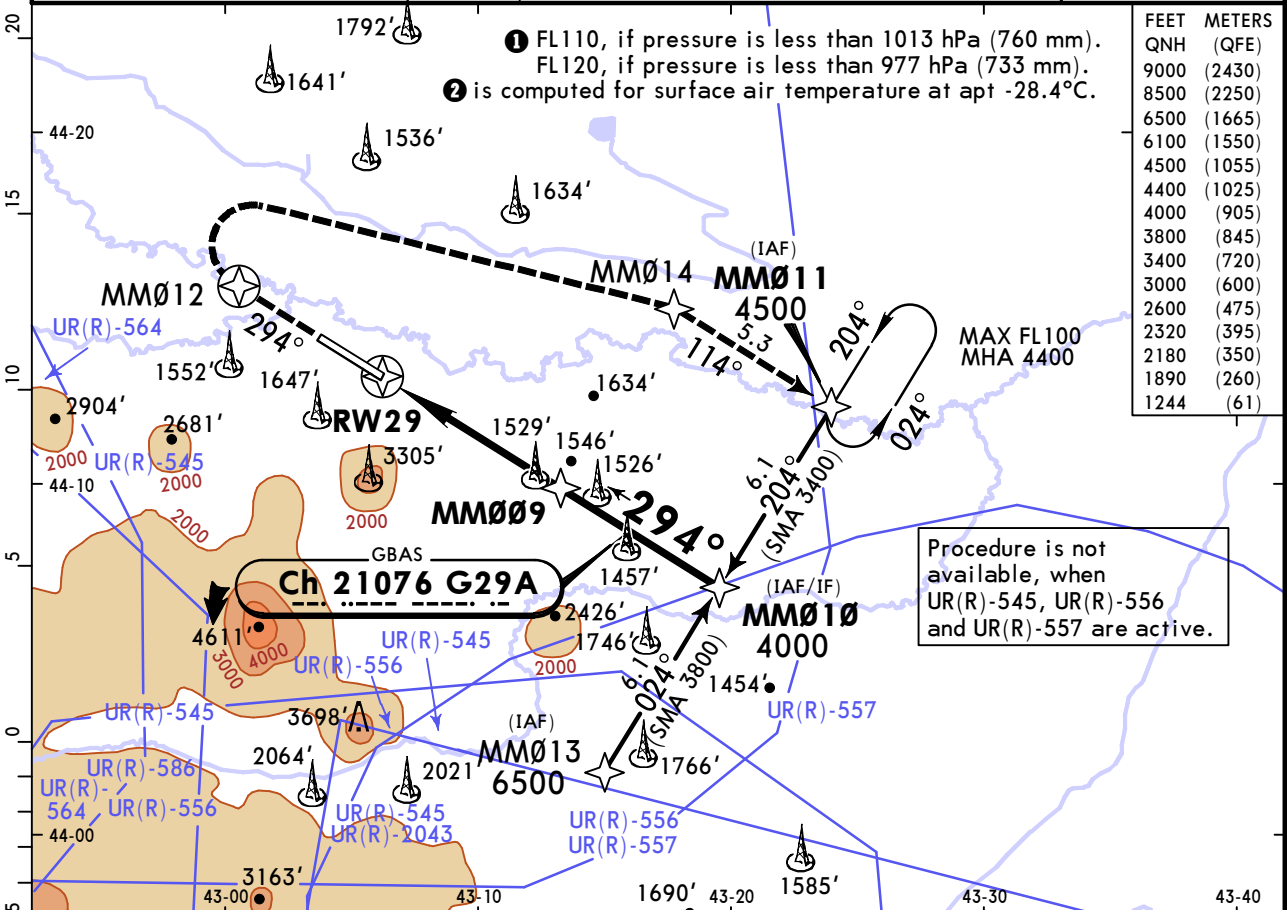 ❶ FL110, if pressure is less than 1013 hPa (760 mm).
FL120, if pressure is less than 977 hPa (733 mm).
❷ is computed for surface air temperature at apt -28.4°C.
FEET METERS
QNH (QFE)
9000 (2430)
8500 (2250)
6500 (1665)
6100 (1550)
4500 (1055)
4400 (1025)
4000 (905)
3800 (845)
3400 (720)
3000 (600)
2600 (475)
2320 (395)
2180 (350)
1890 (260)
1244 (61)
20
15
10
5
0
5
1792'
1641'
44-20
1536'
1634'
(IAF)
MMØ14
MMØ11
4500
MMØ12
294°
5.3
114°
204°
024°
MAX FL100
MHA 4400
UR(R)-564
1552'
1647'
1634'
2904'
2681'
RW29
1529'
1546'
1526'
3305'
2000
UR(R)-545
2000
2000
2000
44-10
MMØØ9
294°
6.1
204°
(SMA 3400)
GBAS
Ch 21076 G29A
1457'
Procedure is not
available, when
UR(R)-545, UR(R)-556
and UR(R)-557 are active.
(IAF/IF)
MMØ1Ø
4000
4611'
3000
4000
2426'
2000
1746'
UR(R)-545
UR(R)-556
6.1
024°
(SMA 3800)
1454'
UR(R)-557
UR(R)-545
3698'
(IAF)
MMØ13
6500
1766'
2064'
2021
UR(R)-586
UR(R)-
564
UR(R)-556
UR(R)-545
UR(R)-2043
UR(R)-556
UR(R)-557
44-00
1585'
3163'
1690'
43-00
43-10
43-20
43-30
43-40